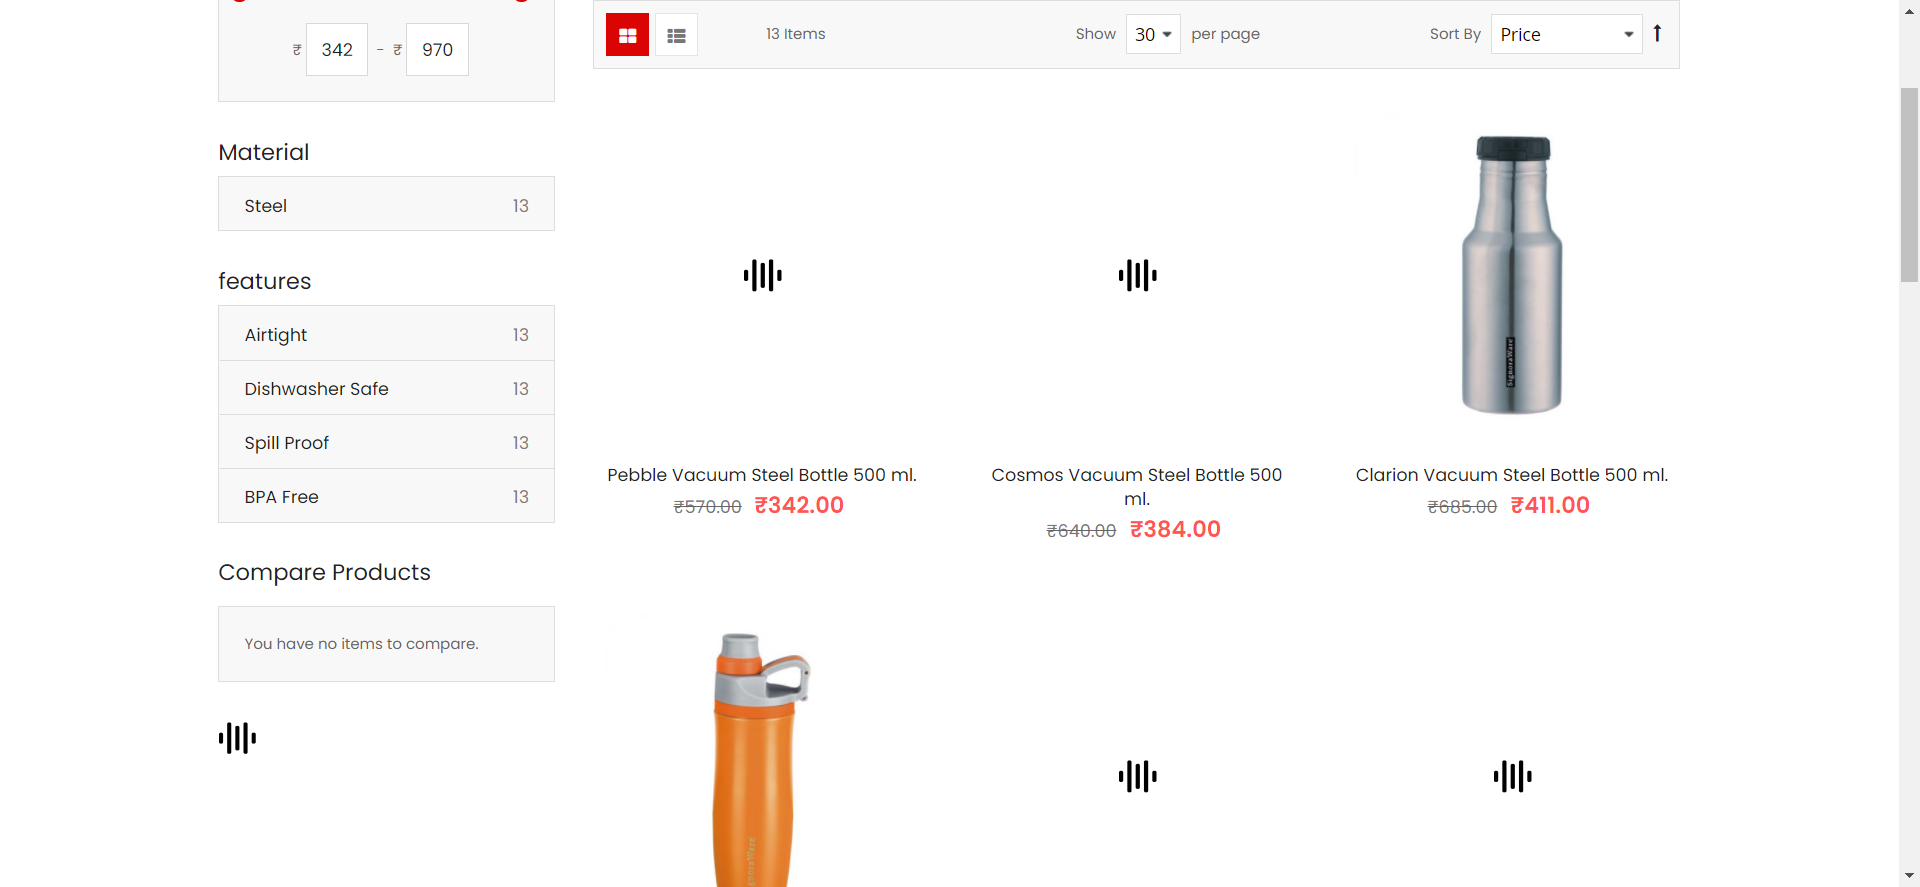 ₹ 342 - ₹ 970
13 Items
Show 30 per page
Sort By Price
Material
Steel 13
features
Airtight 13
Dishwasher Safe 13
Spill Proof 13
BPA Free 13
Compare Products
You have no items to compare.
SignoraWare
Pebble Vacuum Steel Bottle 500 ml.
₹570.00 ₹342.00
Cosmos Vacuum Steel Bottle 500
ml.
₹640.00 ₹384.00
Clarion Vacuum Steel Bottle 500 ml.
₹685.00 ₹411.00